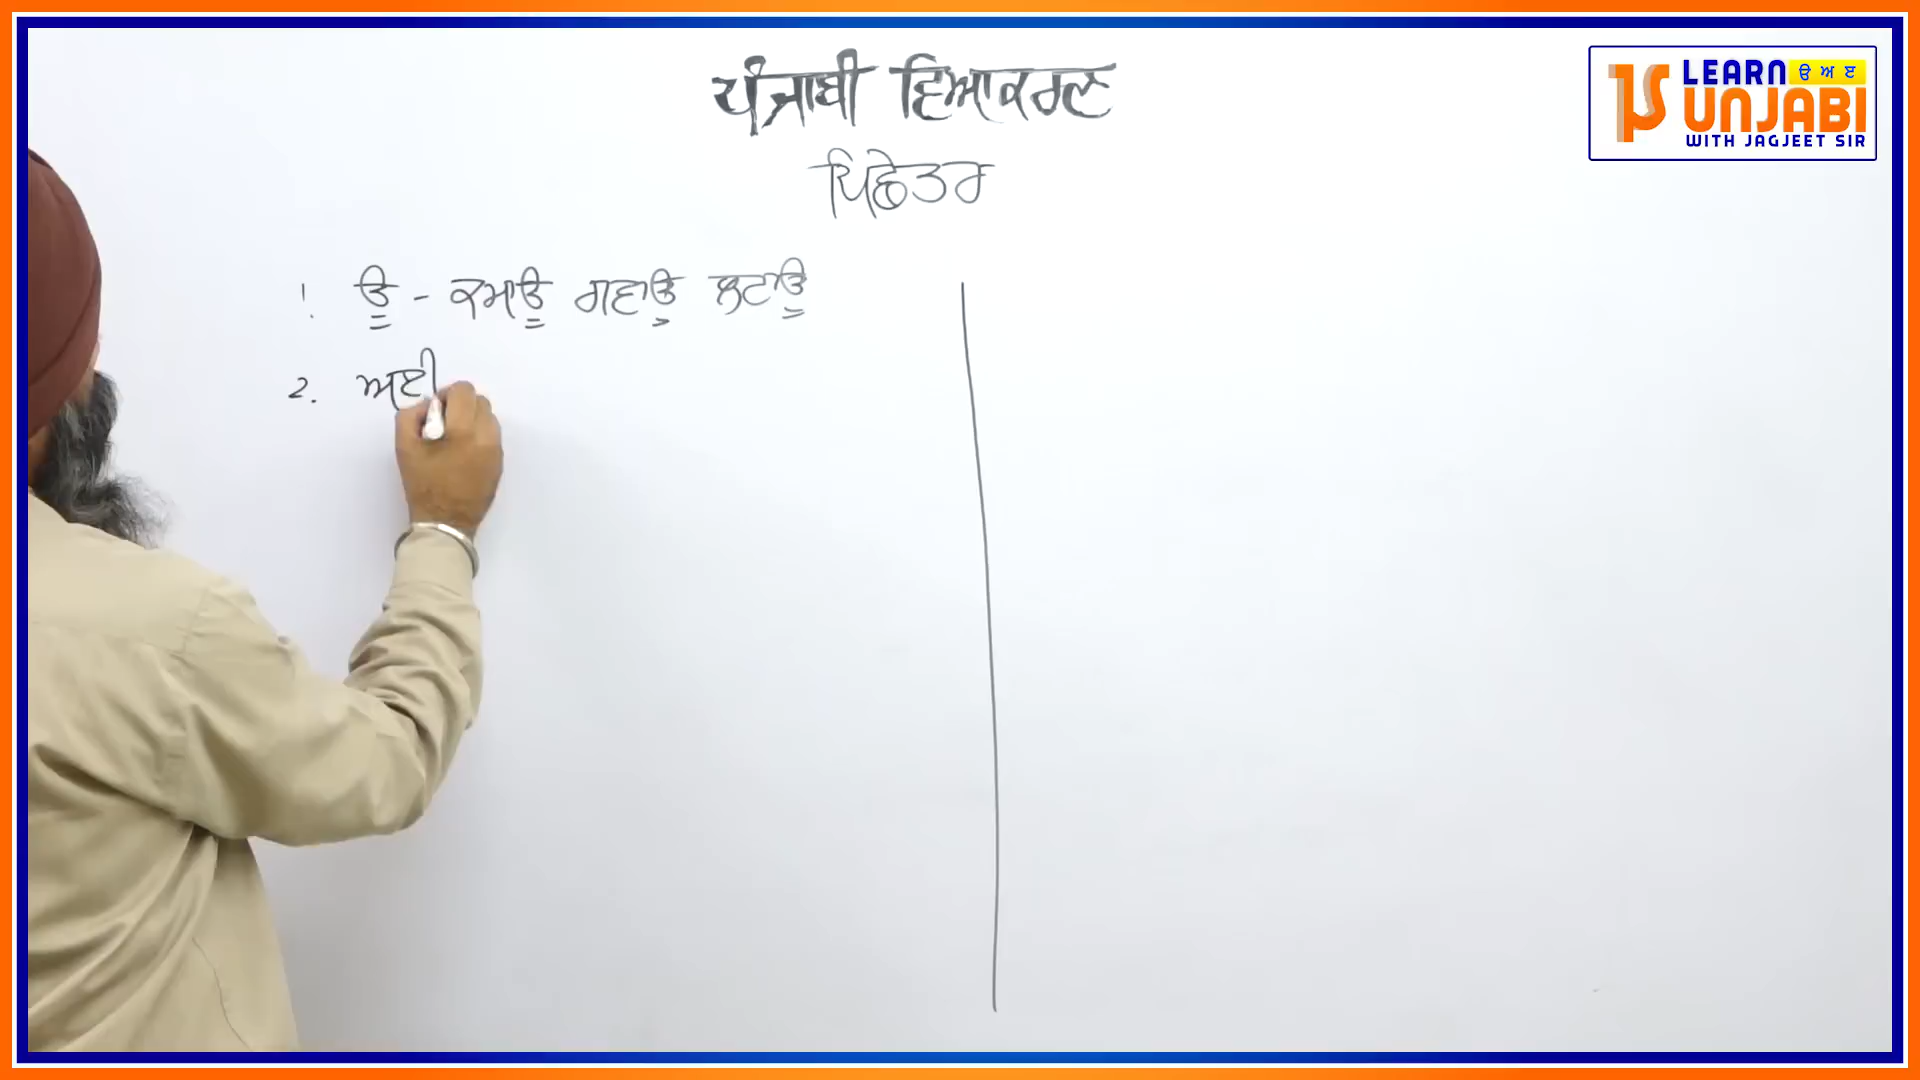 ਪੰਜਾਬੀ ਵਿਆਕਰਣ
LEARN ੳ ਅ ੲ
PUNJABI
WITH JAGJEET SIR
ਪਿਛੇਤਰ
1. ਊ - ਕਮਾਊ ਗਵਾਊ ਲੁਟਾਊ
2. ਅਈ